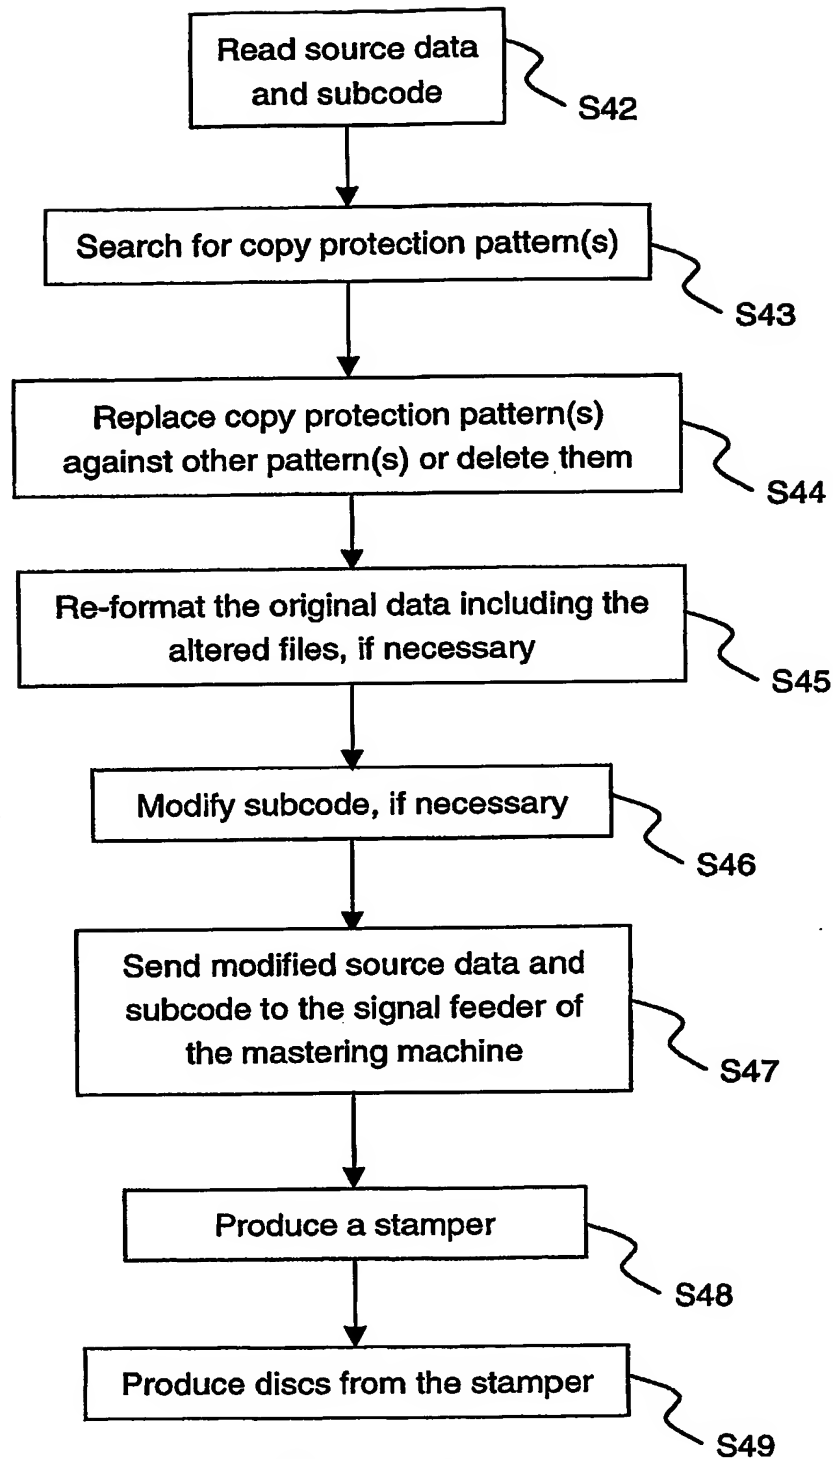 Read source data
and subcode
S42
Search for copy protection pattern(s)
S43
Replace copy protection pattern(s)
against other pattern(s) or delete them
S44
Re-format the original data including the
altered files, if necessary
S45
Modify subcode, if necessary
S46
Send modified source data and
subcode to the signal feeder of
the mastering machine
S47
Produce a stamper
S48
Produce discs from the stamper
S49